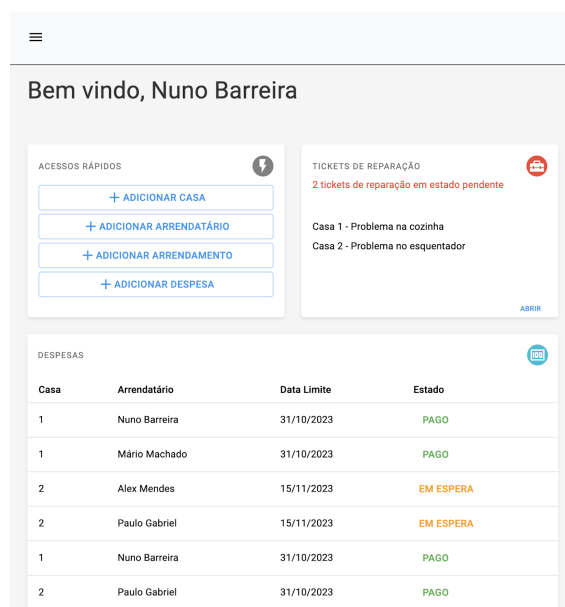 Bem vindo, Nuno Barreira
ACESSOS RÁPIDOS
+ ADICIONAR CASA
+ ADICIONAR ARRENDATÁRIO
+ ADICIONAR ARRENDAMENTO
+ ADICIONAR DESPESA
TICKETS DE REPARAÇÃO
2 tickets de reparação em estado pendente
Casa 1 - Problema na cozinha
Casa 2 - Problema no esquentador
ABRIR
DESPESAS
100
Casa Arrendatário Data Limite Estado
1 Nuno Barreira 31/10/2023 PAGO
1 Mário Machado 31/10/2023 PAGO
2 Alex Mendes 15/11/2023 EM ESPERA
2 Paulo Gabriel 15/11/2023 EM ESPERA
1 Nuno Barreira 31/10/2023 PAGO
2 Paulo Gabriel 31/10/2023 PAGO